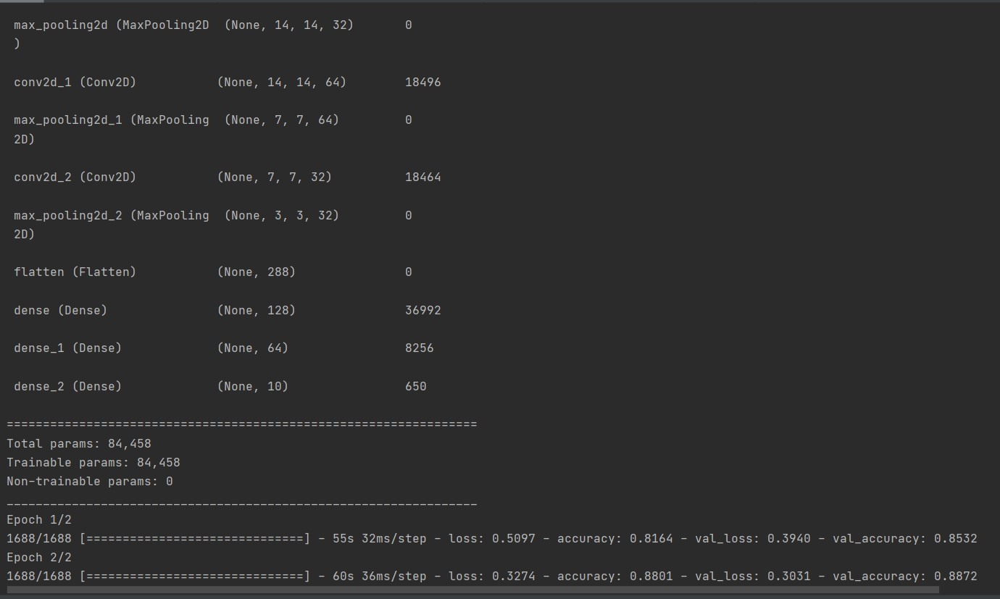 max_pooling2d (MaxPooling2D  (None, 14, 14, 32)       0
)
conv2d_1 (Conv2D)           (None, 14, 14, 64)        18496
max_pooling2d_1 (MaxPooling  (None, 7, 7, 64)         0
2D)
conv2d_2 (Conv2D)           (None, 7, 7, 32)          18464
max_pooling2d_2 (MaxPooling  (None, 3, 3, 32)         0
2D)
flatten (Flatten)           (None, 288)               0
dense (Dense)               (None, 128)               36992
dense_1 (Dense)             (None, 64)                8256
dense_2 (Dense)             (None, 10)                650
=================================================================
Total params: 84,458
Trainable params: 84,458
Non-trainable params: 0
_________________________________________________________________
Epoch 1/2
1688/1688 [==============================] - 55s 32ms/step - loss: 0.5097 - accuracy: 0.8164 - val_loss: 0.3940 - val_accuracy: 0.8532
Epoch 2/2
1688/1688 [==============================] - 60s 36ms/step - loss: 0.3274 - accuracy: 0.8801 - val_loss: 0.3031 - val_accuracy: 0.8872